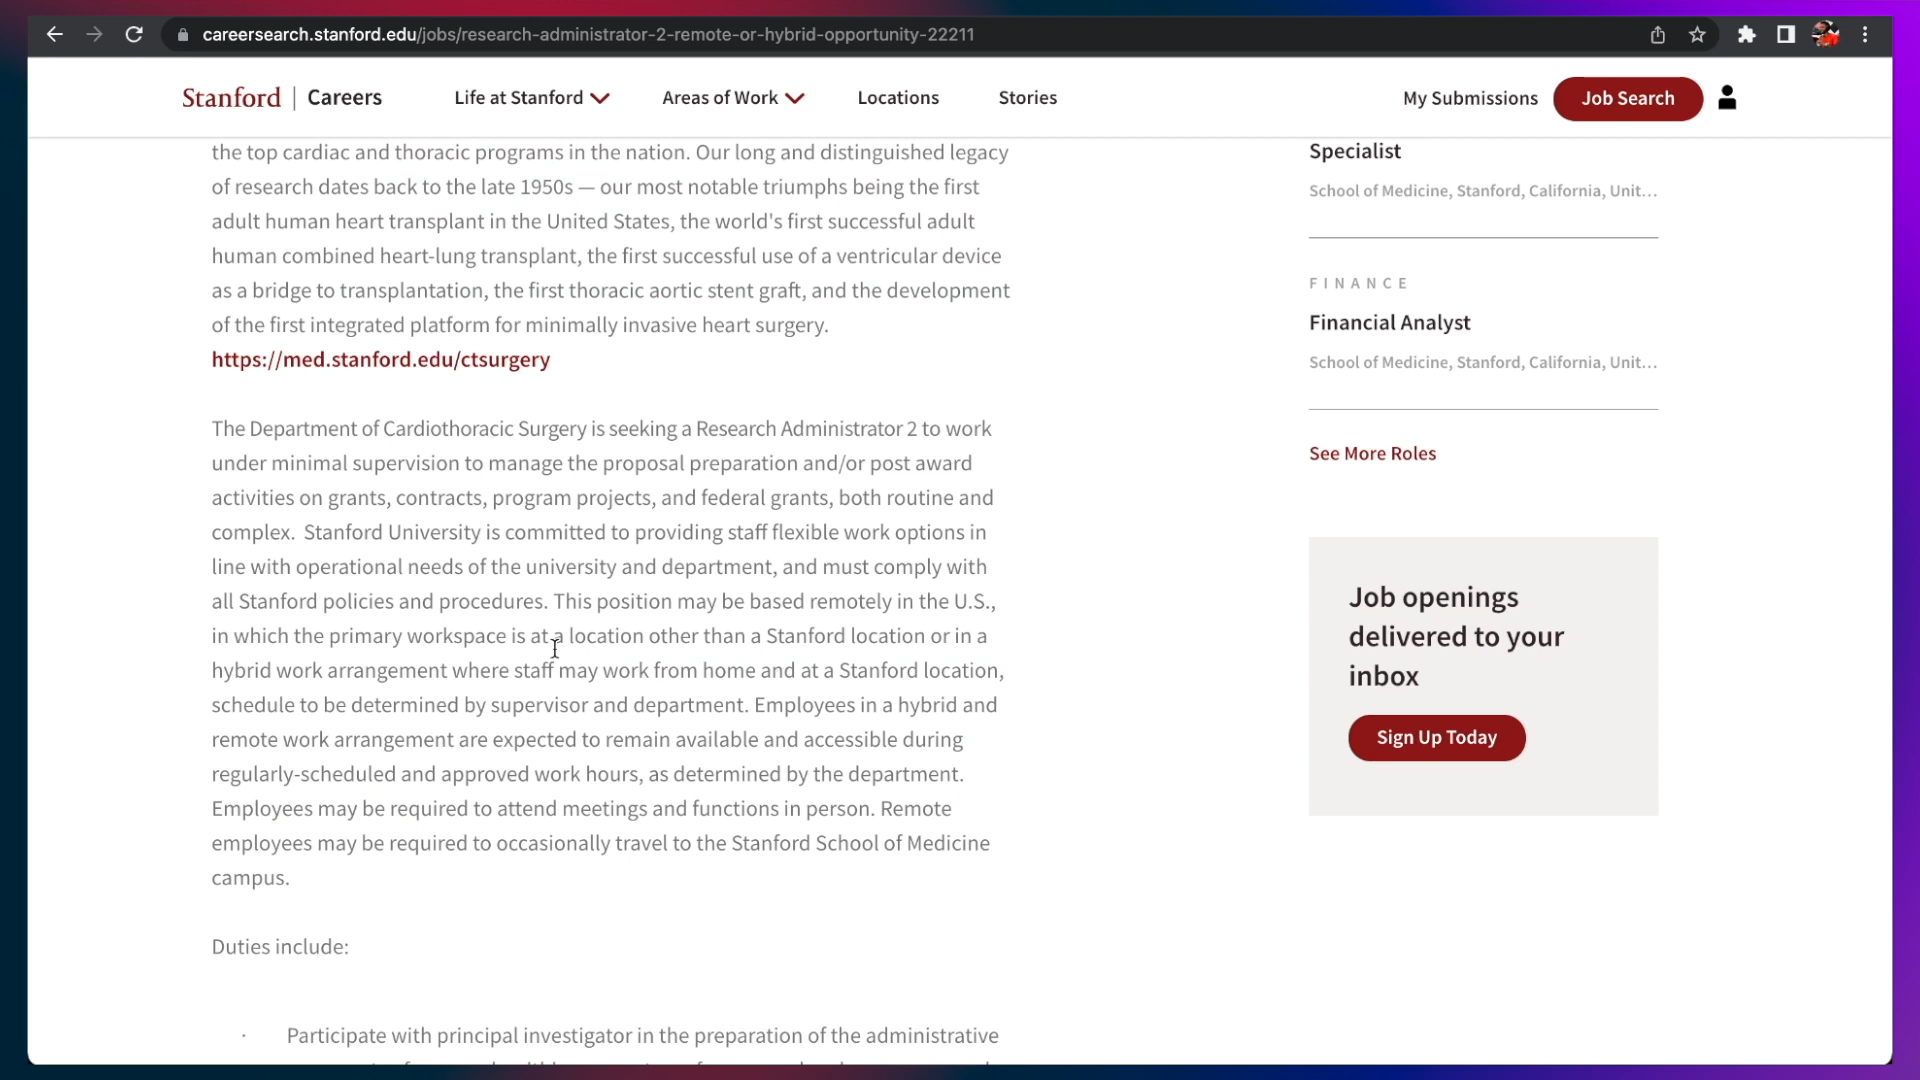 careersearch.stanford.edu/jobs/research-administrator-2-remote-or-hybrid-opportunity-22211
Stanford | Careers
Life at Stanford
Areas of Work
Locations
Stories
My Submissions
Job Search
the top cardiac and thoracic programs in the nation. Our long and distinguished legacy
of research dates back to the late 1950s — our most notable triumphs being the first
adult human heart transplant in the United States, the world's first successful adult
human combined heart-lung transplant, the first successful use of a ventricular device
as a bridge to transplantation, the first thoracic aortic stent graft, and the development
of the first integrated platform for minimally invasive heart surgery.
https://med.stanford.edu/ctsurgery
The Department of Cardiothoracic Surgery is seeking a Research Administrator 2 to work
under minimal supervision to manage the proposal preparation and/or post award
activities on grants, contracts, program projects, and federal grants, both routine and
complex.  Stanford University is committed to providing staff flexible work options in
line with operational needs of the university and department, and must comply with
all Stanford policies and procedures. This position may be based remotely in the U.S.,
in which the primary workspace is at a location other than a Stanford location or in a
hybrid work arrangement where staff may work from home and at a Stanford location,
schedule to be determined by supervisor and department. Employees in a hybrid and
remote work arrangement are expected to remain available and accessible during
regularly-scheduled and approved work hours, as determined by the department.
Employees may be required to attend meetings and functions in person. Remote
employees may be required to occasionally travel to the Stanford School of Medicine
campus.
Duties include:
· Participate with principal investigator in the preparation of the administrative
Specialist
School of Medicine, Stanford, California, Unit...
FINANCE
Financial Analyst
School of Medicine, Stanford, California, Unit...
See More Roles
Job openings
delivered to your
inbox
Sign Up Today